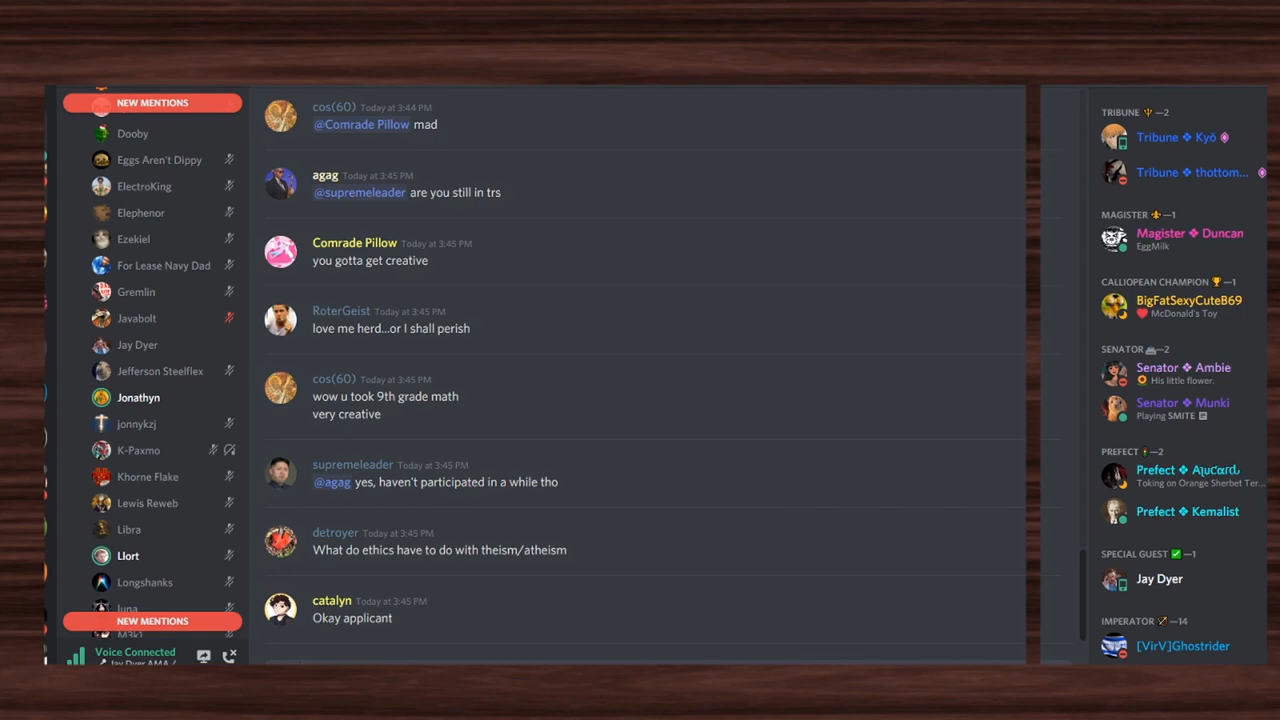 NEW MENTIONS
Dooby
Eggs Aren't Dippy
ElectroKing
Elephenor
Ezekiel
For Lease Navy Dad
Gremlin
Javabolt
Jay Dyer
Jefferson Steelflex
Jonathyn
jonnykzj
K-Paxmo
Khorne Flake
Lewis Reweb
Libra
Llort
Longshanks
luna
NEW MENTIONS
M3k1
Voice Connected
Jay Dyer AMA /
cos(60) Today at 3:44 PM
@Comrade Pillow mad
agag Today at 3:45 PM
@supremeleader are you still in trs
Comrade Pillow Today at 3:45 PM
you gotta get creative
RoterGeist Today at 3:45 PM
love me herd...or I shall perish
cos(60) Today at 3:45 PM
wow u took 9th grade math
very creative
supremeleader Today at 3:45 PM
@agag yes, haven't participated in a while tho
detroyer Today at 3:45 PM
What do ethics have to do with theism/atheism
catalyn Today at 3:45 PM
Okay applicant
TRIBUNE —2
Tribune ❖ Kyō
Tribune ❖ thottom...
MAGISTER —1
Magister ❖ Duncan
EggMilk
CALLIOPEAN CHAMPION 🏆—1
BigFatSexyCuteB69
❤️ McDonald's Toy
SENATOR —2
Senator ❖ Ambie
🌻 His little flower.
Senator ❖ Munki
Playing SMITE
PREFECT —2
Prefect ❖
Toking on Orange Sherbet Ter...
Prefect ❖ Kemalist
SPECIAL GUEST ✅—1
Jay Dyer
IMPERATOR —14
[VirV]Ghostrider